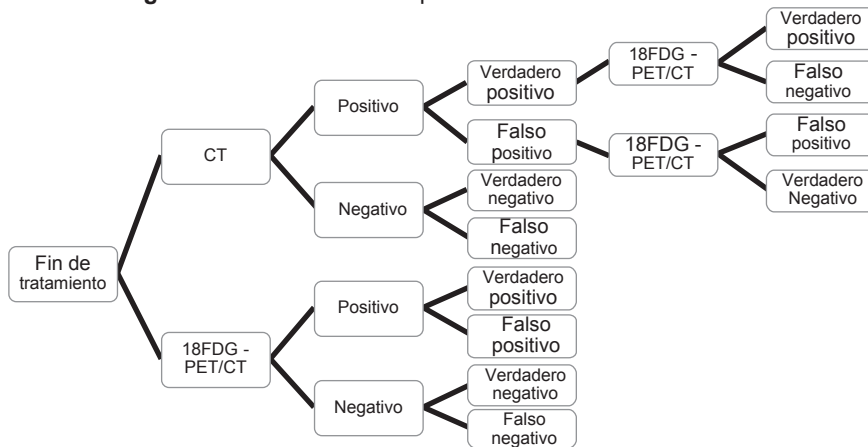 Fin de
tratamiento
CT
Positivo
Verdadero
positivo
18FDG -
PET/CT
Verdadero
positivo
Falso
negativo
Falso
positivo
18FDG -
PET/CT
Falso
positivo
Verdadero
Negativo
Negativo
Verdadero
negativo
Falso
negativo
18FDG -
PET/CT
Positivo
Verdadero
positivo
Falso
positivo
Negativo
Verdadero
negativo
Falso
negativo